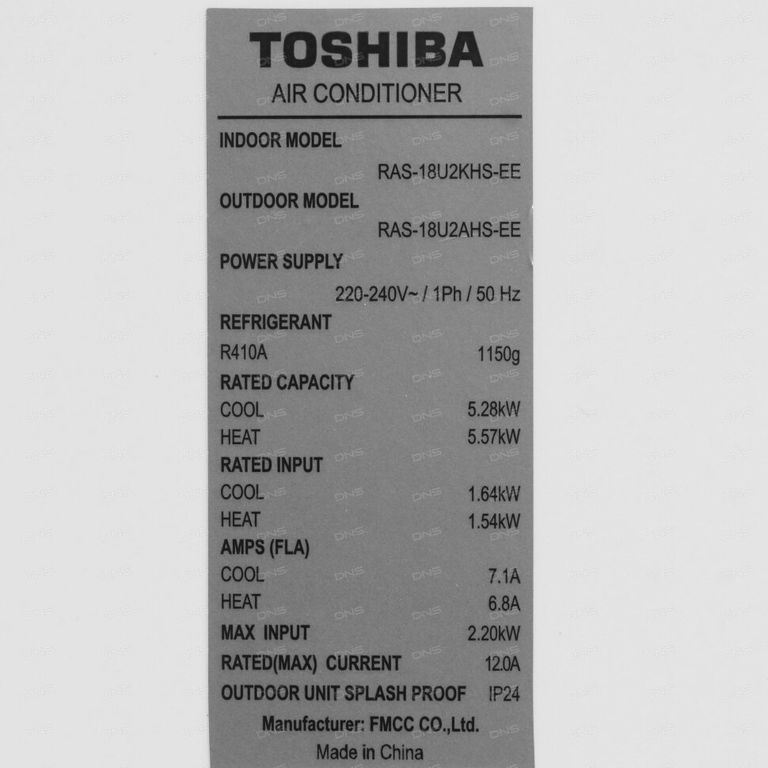 TOSHIBA
AIR CONDITIONER
INDOOR MODEL
RAS-18U2KHS-EE
OUTDOOR MODEL
RAS-18U2AHS-EE
POWER SUPPLY
220-240V~ / 1Ph / 50 Hz
REFRIGERANT
R410A 1150g
RATED CAPACITY
COOL 5.28kW
HEAT 5.57kW
RATED INPUT
COOL 1.64kW
HEAT 1.54kW
AMPS (FLA)
COOL 7.1A
HEAT 6.8A
MAX INPUT 2.20kW
RATED(MAX) CURRENT 12.0A
OUTDOOR UNIT SPLASH PROOF IP24
Manufacturer: FMCC CO.,Ltd.
Made in China